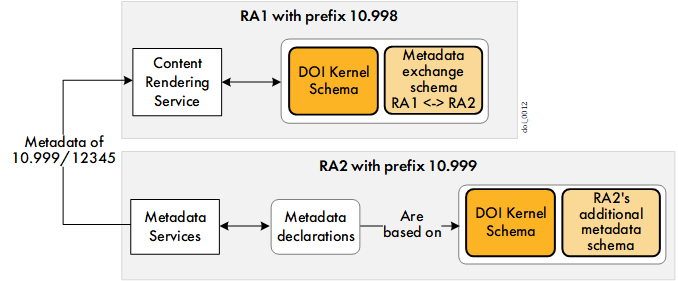 RA1 with prefix 10.998
Content
Rendering
Service
DOI Kernel
Schema
Metadata
exchange
schema
RA1 <-> RA2
doi_0012
Metadata of
10.999/12345
RA2 with prefix 10.999
Metadata
Services
Metadata
declarations
Are
based on
DOI Kernel
Schema
RA2's
additional
metadata
schema